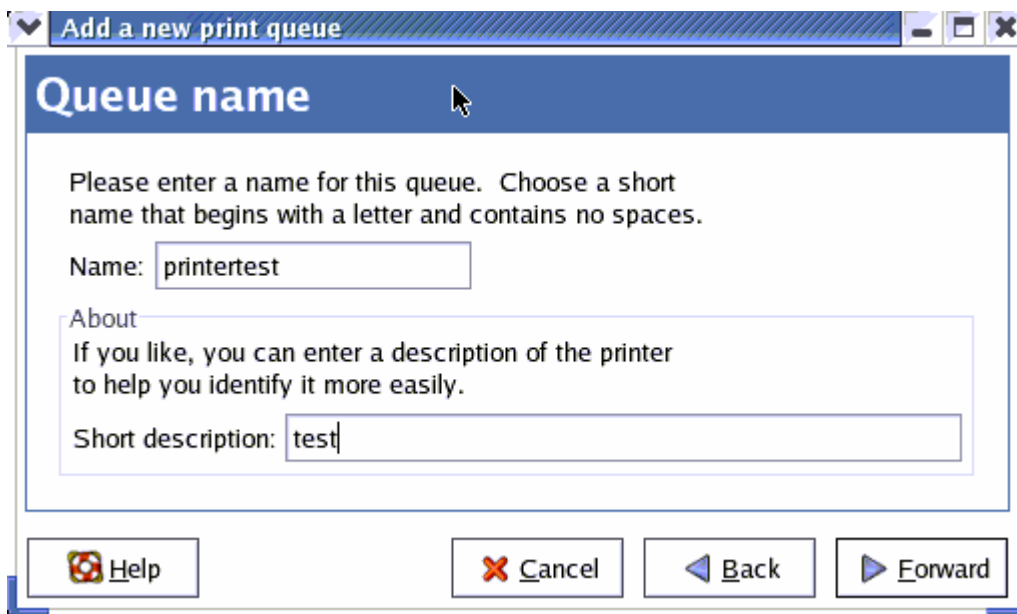 Add a new print queue
Queue name
Please enter a name for this queue.  Choose a short
name that begins with a letter and contains no spaces.
Name: printertest
About
If you like, you can enter a description of the printer
to help you identify it more easily.
Short description: test
Help Cancel Back Forward